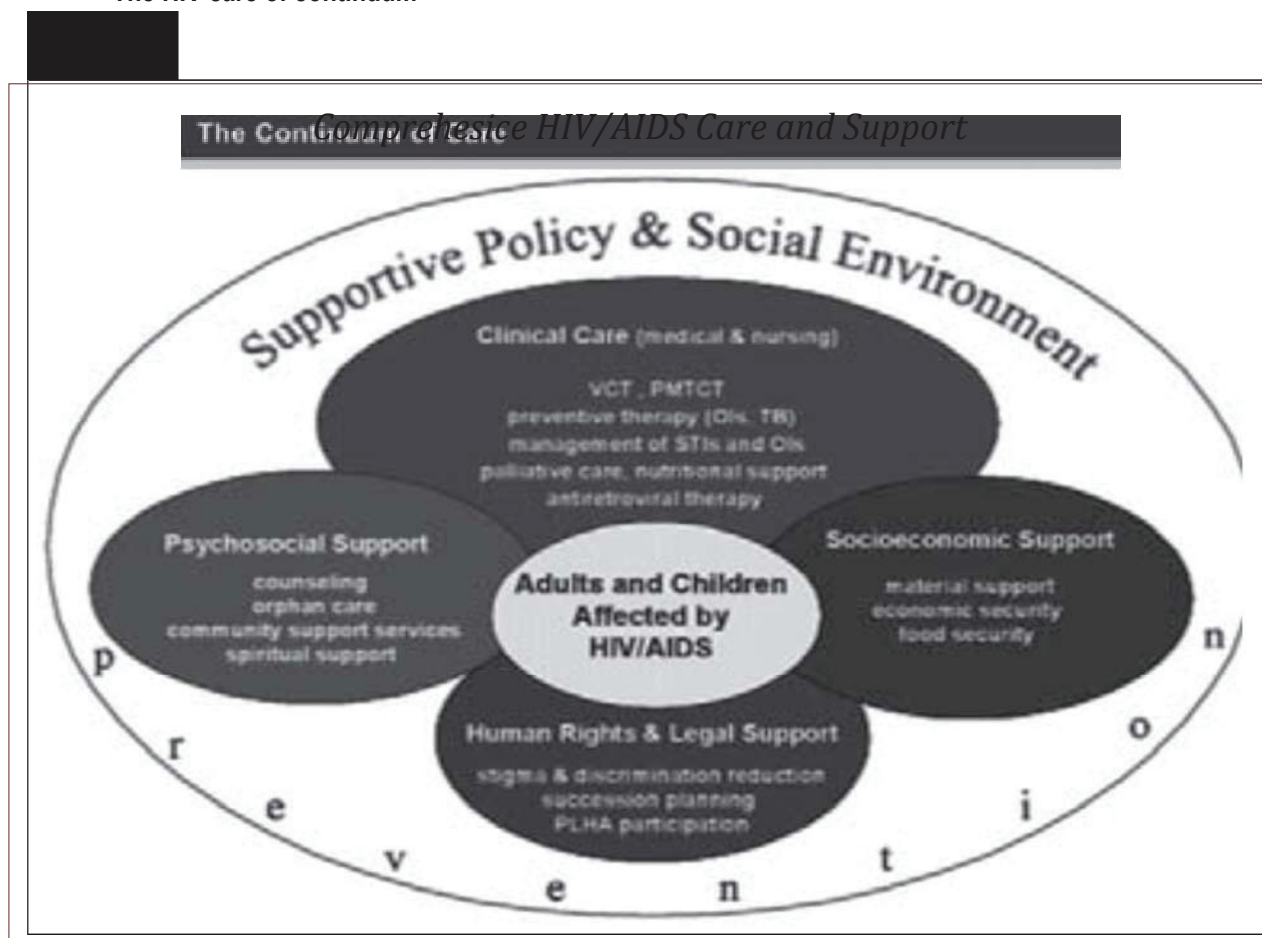 The HIV care of continuum
Comprehesice HIV/AIDS Care and Support
The Continuum of Care
Supportive Policy & Social Environment
Clinical Care (medical & nursing)
VCT , PMTCT
preventive therapy (OIs, TB)
management of STIs and OIs
palliative care, nutritional support
antiretroviral therapy
Psychosocial Support
counseling
orphan care
community support services
spiritual support
Adults and Children
Affected by
HIV/AIDS
Socioeconomic Support
material support
economic security
food security
Human Rights & Legal Support
stigma & discrimination reduction
succession planning
PLHA participation
prevention